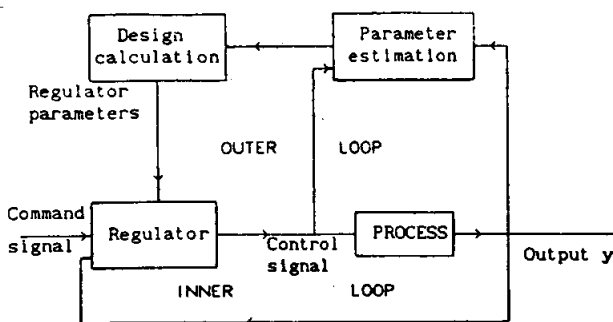 Design
calculation
Parameter
estimation
Regulator
parameters
OUTER LOOP
Command
signal
Regulator
Control
signal
PROCESS
Output y
INNER LOOP